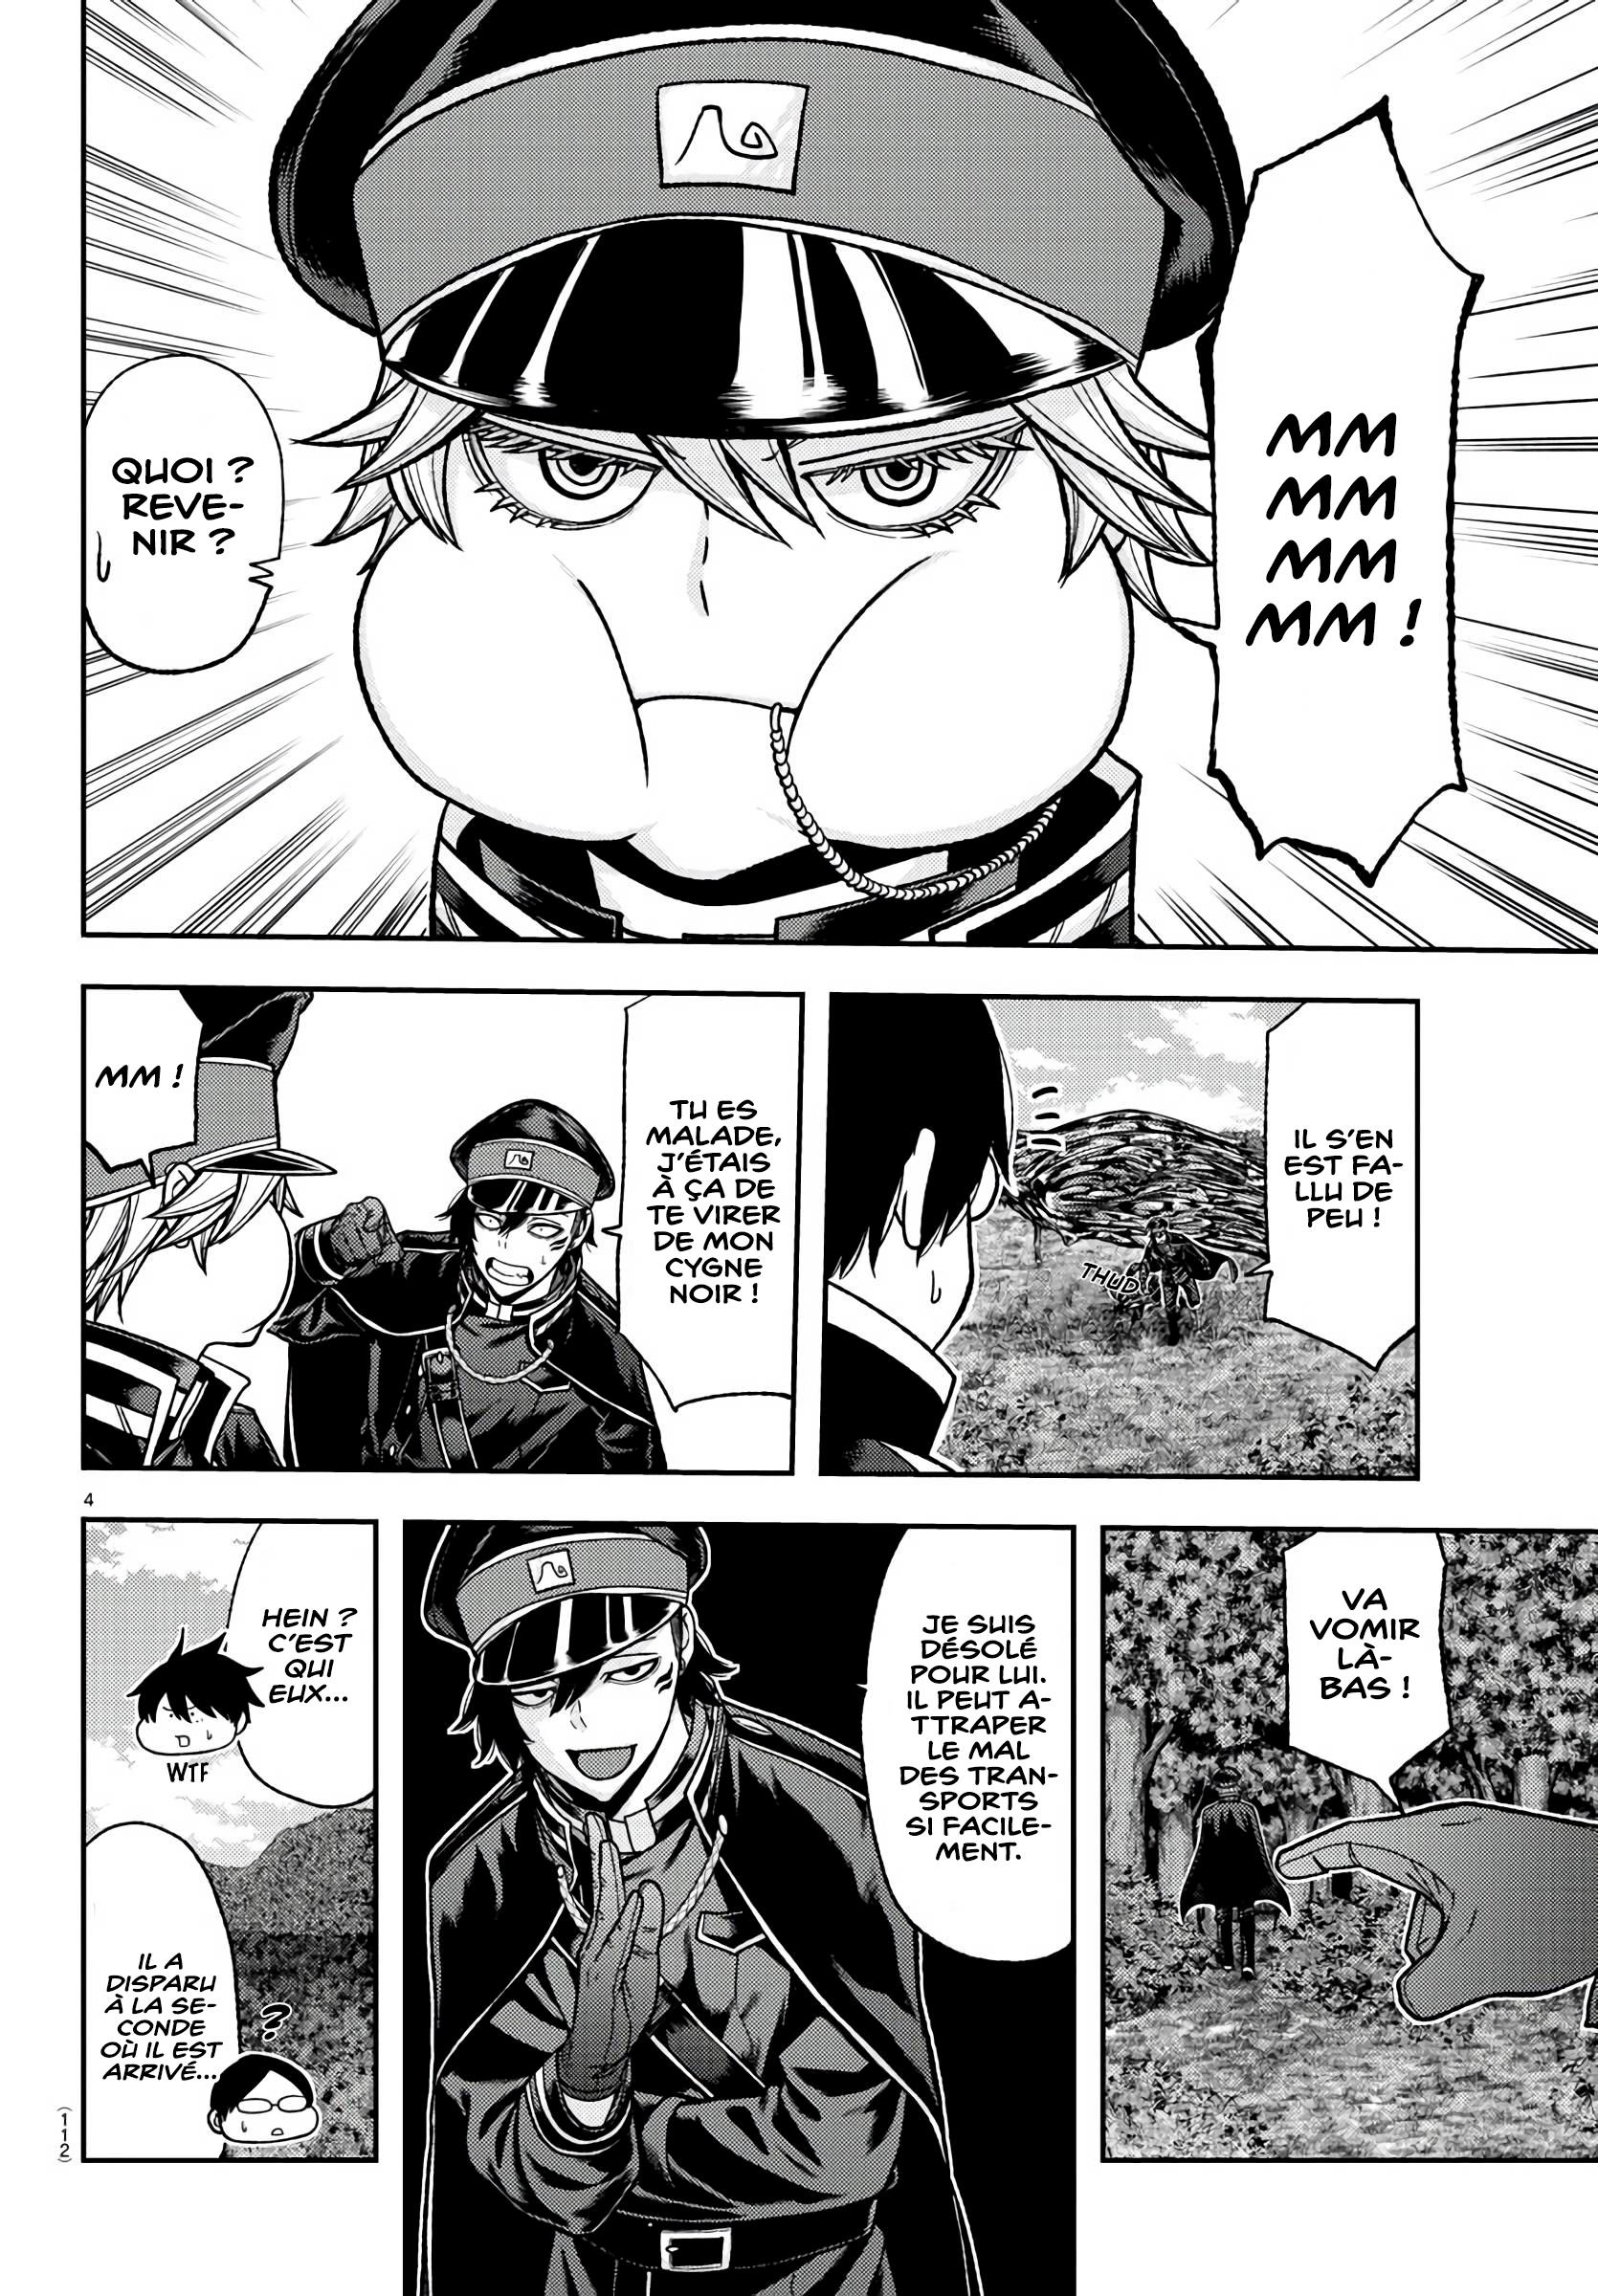 MM
MM
MM
MM !
QUOI ?
REVE-
NIR ?
IL S'EN
EST FA-
LLU DE
PEU !
THUD
TU ES
MALADE,
J'ÉTAIS
À ÇA DE
TE VIRER
DE MON
CYGNE
NOIR !
MM !
4
VA
VOMIR
LÀ-
BAS !
JE SUIS
DÉSOLÉ
POUR LUI.
IL PEUT A-
TTRAPER
LE MAL
DES TRAN-
SPORTS
SI FACILE-
MENT.
HEIN ?
C'EST
QUI
EUX...
WTF
IL A
DISPARU
À LA SE-
CONDE
OÙ IL EST
ARRIVÉ...
?
(112)